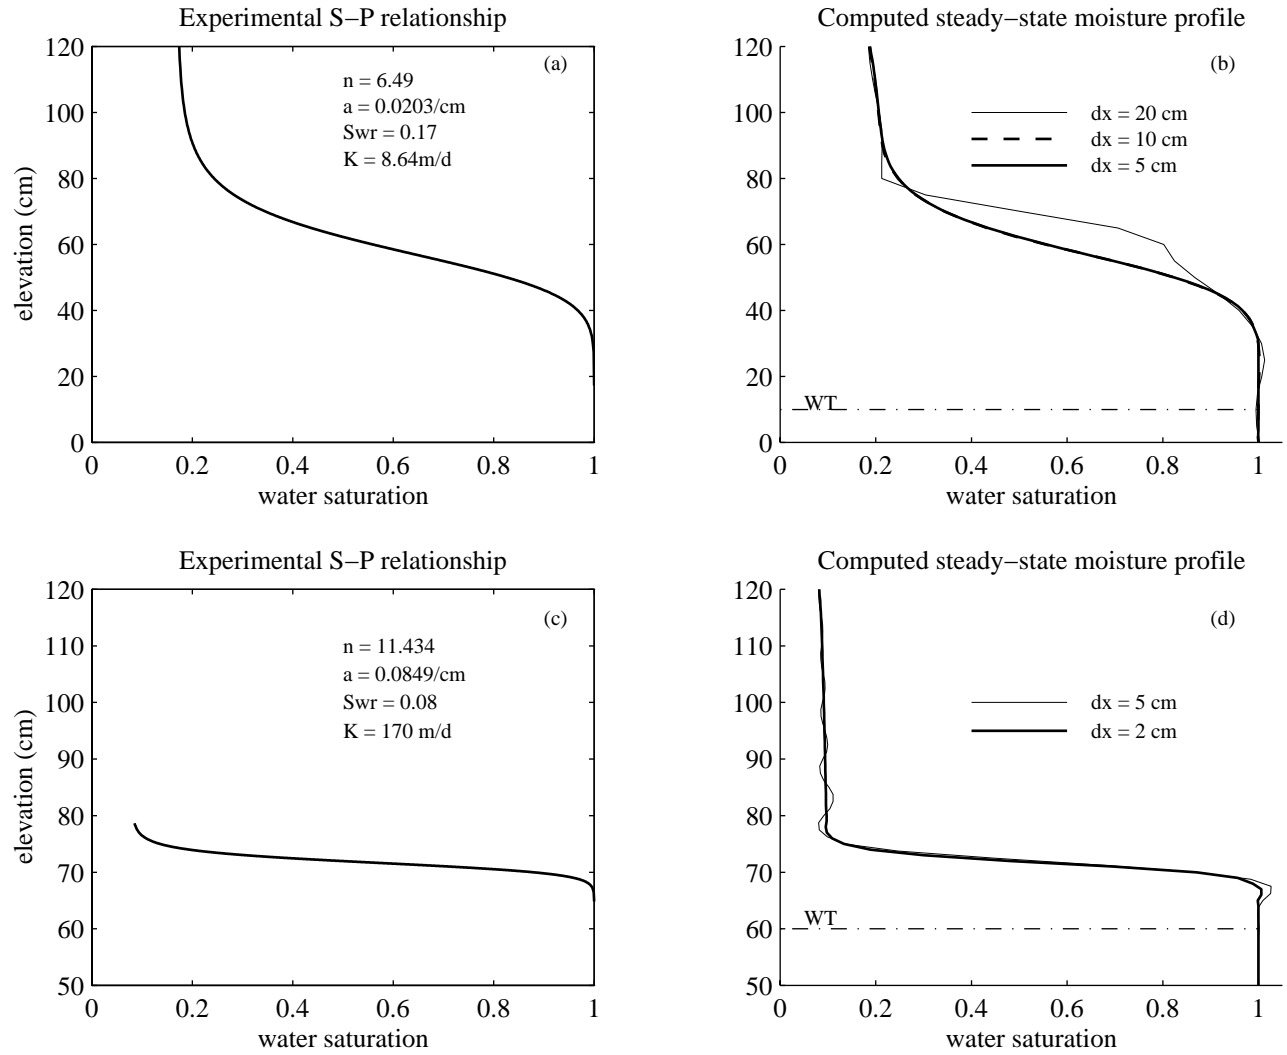 Experimental S−P relationship
(a)
n = 6.49
a = 0.0203/cm
Swr = 0.17
K = 8.64m/d
120
100
80
60
40
20
0
elevation (cm)
0
0.2
0.4
0.6
0.8
1
water saturation
Computed steady−state moisture profile
(b)
dx = 20 cm
dx = 10 cm
dx = 5 cm
120
100
80
60
40
20
0
WT
0
0.2
0.4
0.6
0.8
1
water saturation
Experimental S−P relationship
(c)
n = 11.434
a = 0.0849/cm
Swr = 0.08
K = 170 m/d
120
110
100
90
80
70
60
50
elevation (cm)
0
0.2
0.4
0.6
0.8
1
water saturation
Computed steady−state moisture profile
(d)
dx = 5 cm
dx = 2 cm
120
110
100
90
80
70
60
50
WT
0
0.2
0.4
0.6
0.8
1
water saturation